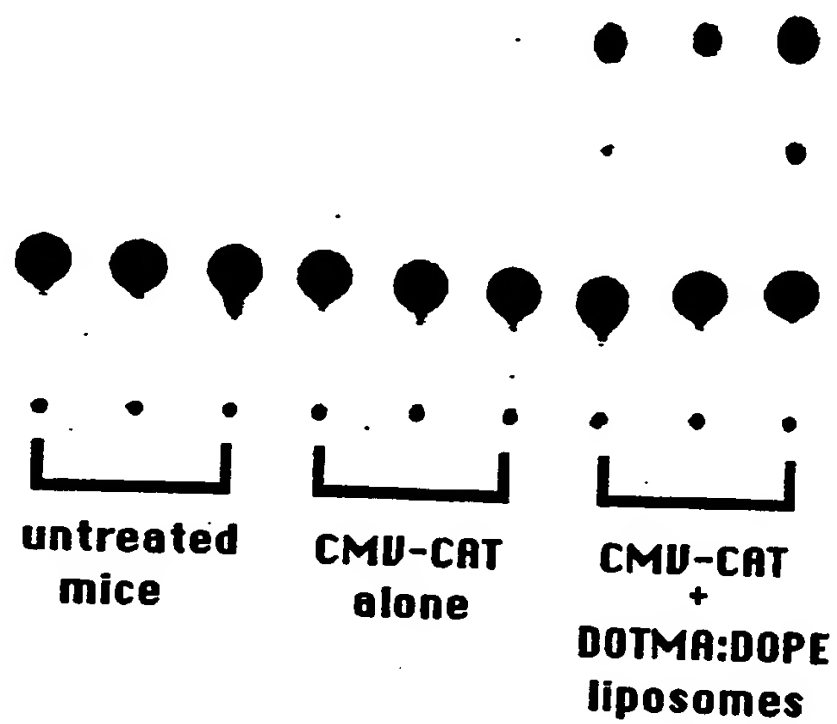 untreated
mice
CMV-CAT
alone
CMV-CAT
+
DOTMA:DOPE
liposomes